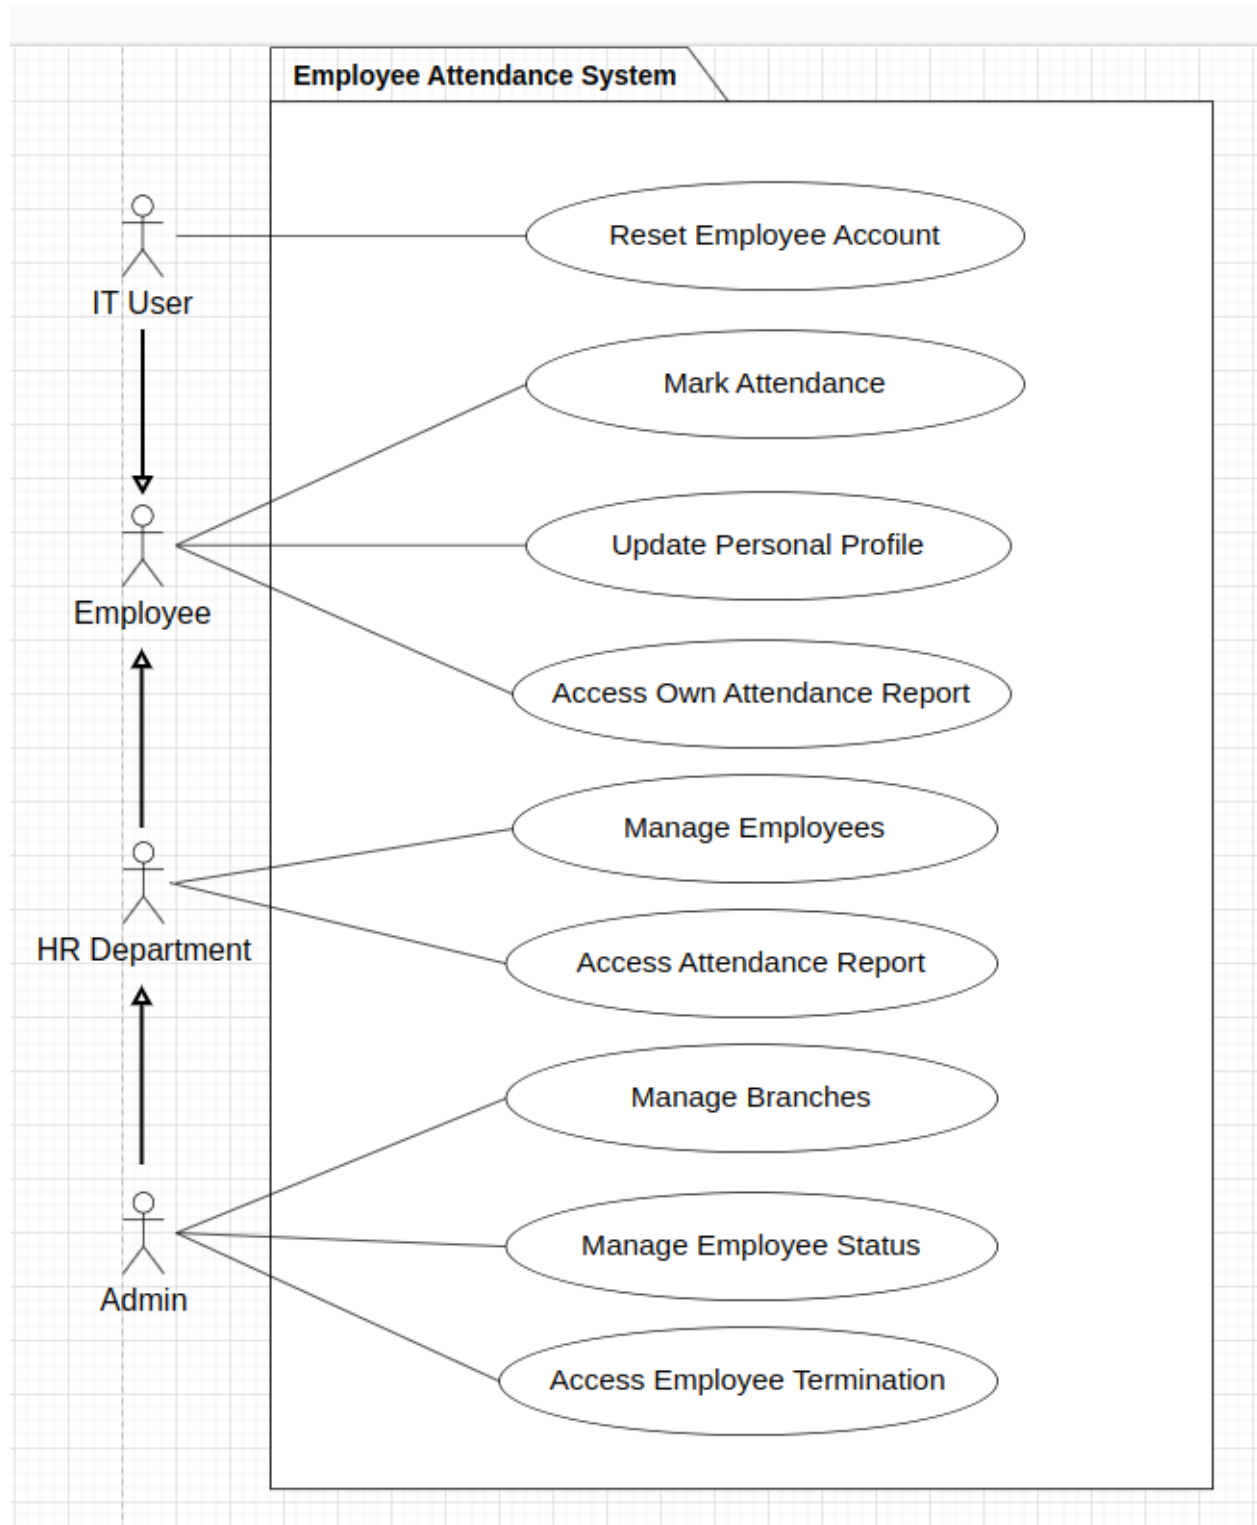 Employee Attendance System
Reset Employee Account
IT User
Mark Attendance
Update Personal Profile
Employee
Access Own Attendance Report
Manage Employees
HR Department
Access Attendance Report
Manage Branches
Manage Employee Status
Admin
Access Employee Termination